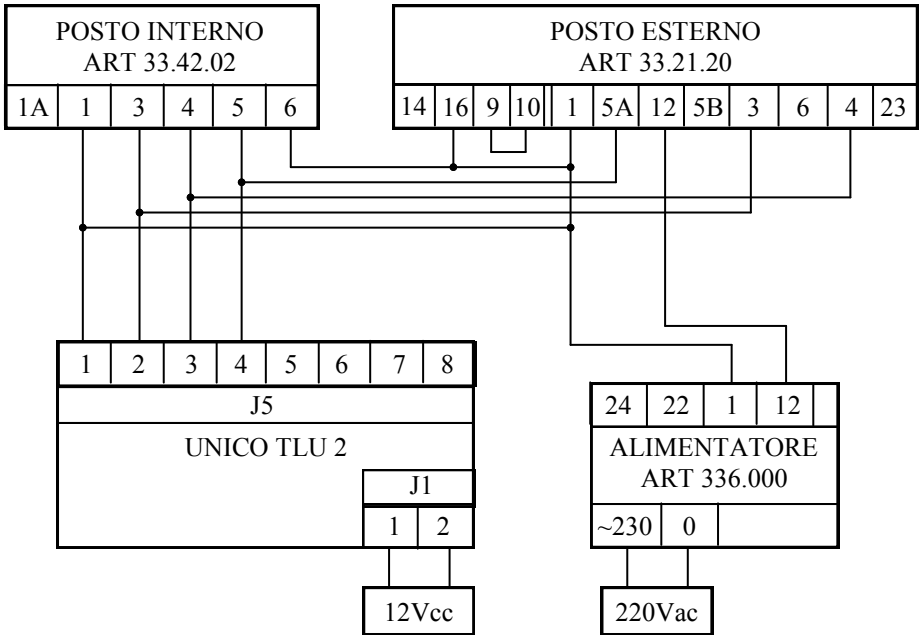 POSTO INTERNO
ART 33.42.02
1A 1 3 4 5 6
POSTO ESTERNO
ART 33.21.20
14 16 9 10 1 5A 12 5B 3 6 4 23
1 2 3 4 5 6 7 8
J5
UNICO TLU 2
J1
1 2
12Vcc
24 22 1 12
ALIMENTATORE
ART 336.000
~230 0
220Vac